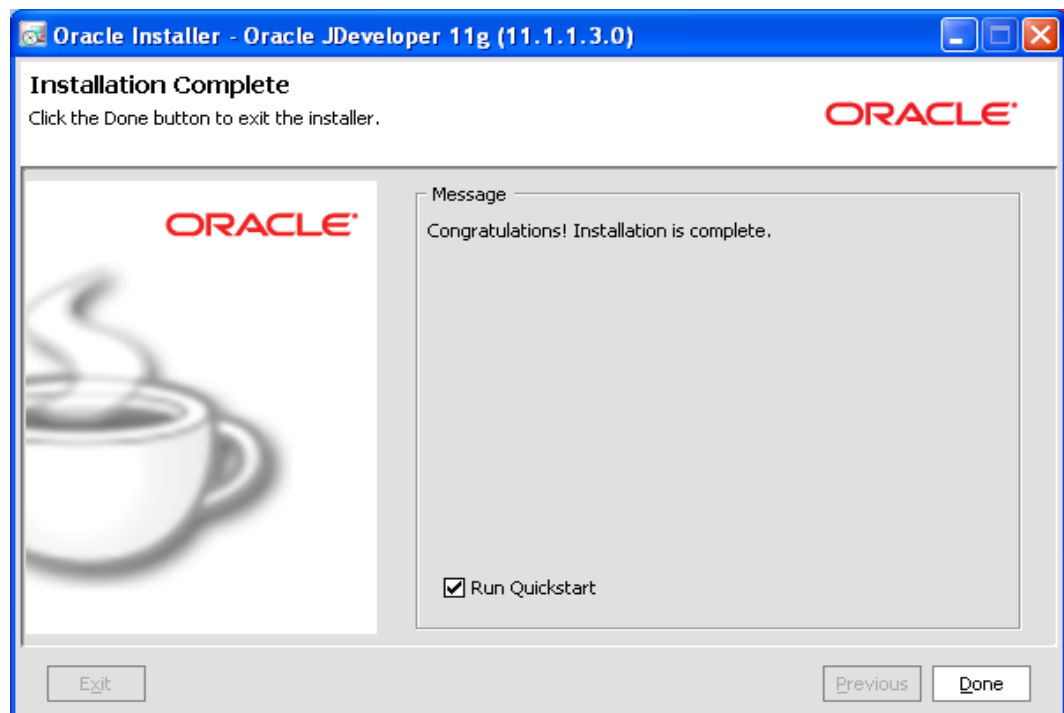 Oracle Installer - Oracle JDeveloper 11g (11.1.1.3.0)
Installation Complete
Click the Done button to exit the installer.
ORACLE
ORACLE
Message
Congratulations! Installation is complete.
Run Quickstart
Exit
Previous
Done